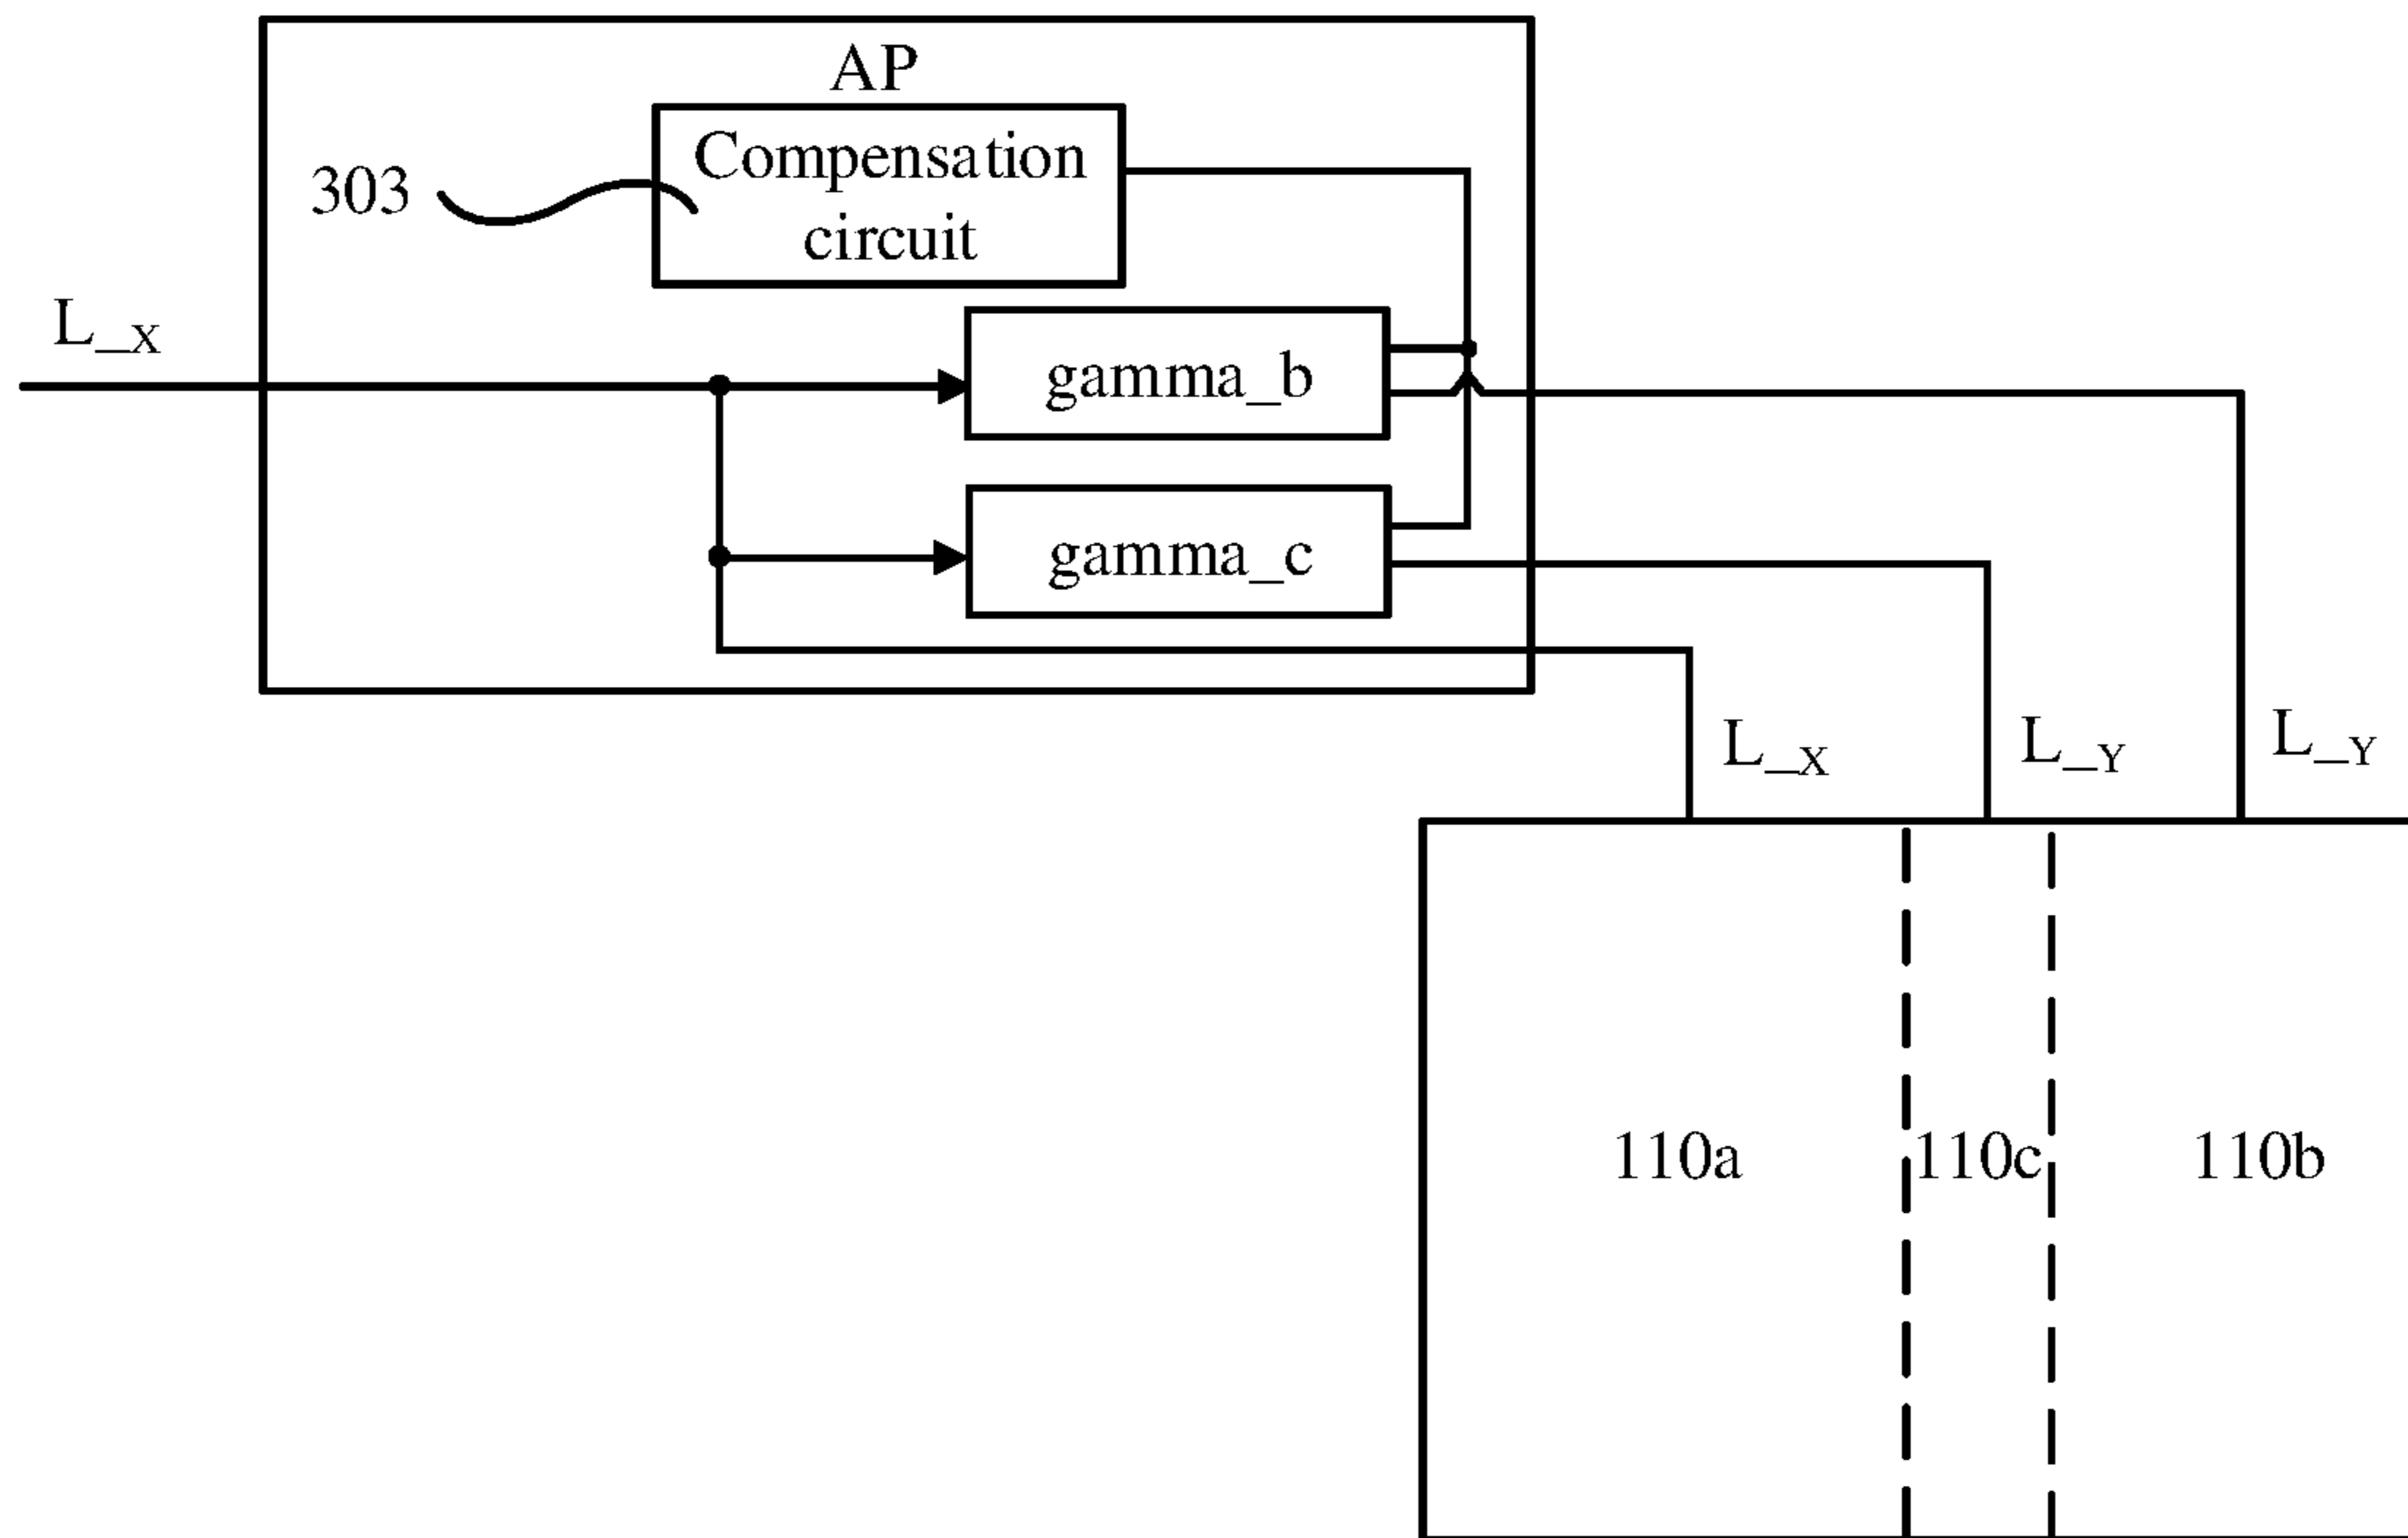 AP
Compensation
circuit
303
L_X
gamma_b
gamma_c
L_X
L_Y
L_Y
110a
110c
110b